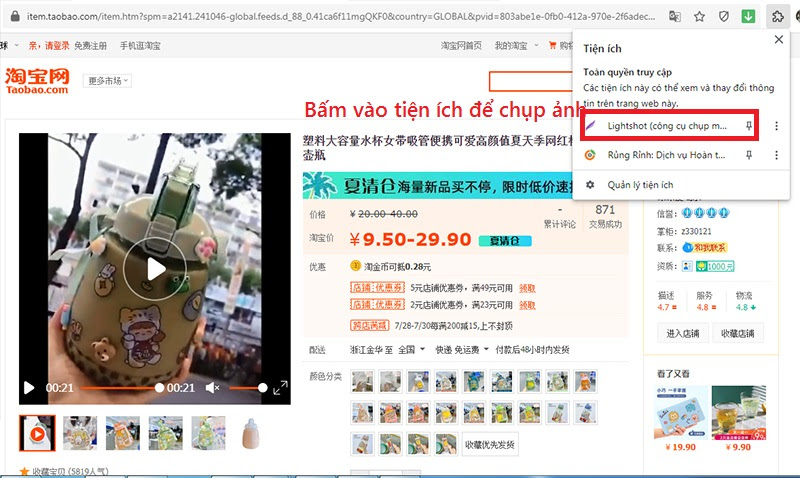 item.taobao.com/item.htm?spm=a2141.241046-global.feeds.d_88_0.41ca6f11mgQKF0&country=GLOBAL&pvid=803abe1e-0fb0-412a-970e-2f6adec...
球
亲，请登录 免费注册
手机逛淘宝
淘宝网首页
我的淘宝
淘宝网
Taobao.com
更多市场
Tiện ích
Toàn quyền truy cập
Các tiện ích này có thể xem và thay đổi thông
tin trên trang web này.
Lightshot (công cụ chụp m...
Rủng Rỉnh: Dịch vụ Hoàn t...
Quản lý tiện ích
Bấm vào tiện ích để chụp ảnh
塑料大容量水杯女带吸管便携可爱高颜值夏天季网红
壶瓶
夏清仓 海量新品买不停，限时低价速
价格
¥ 20.00-40.00
-
累计评论
871
交易成功
淘宝价
¥ 9.50-29.90
夏清仓
优惠
淘金币可抵0.28元
店铺优惠券 5元店铺优惠券，满49元可用 领取
店铺优惠券 2元店铺优惠券，满23元可用 领取
跨店满减 7/28-7/30每满200减15,上不封顶
配送
浙江金华 至 全国
快递 免运费
付款后48小时内发货
颜色分类
收藏优先发货
00:21
00:21
收藏宝贝 (5819人气)
信誉：
掌柜： z330121
联系： 和我联系
资质： 1000元
描述
服务
物流
4.7 =
4.8 =
4.8
进入店铺
收藏店铺
看了又看
¥ 19.90
¥ 9.90